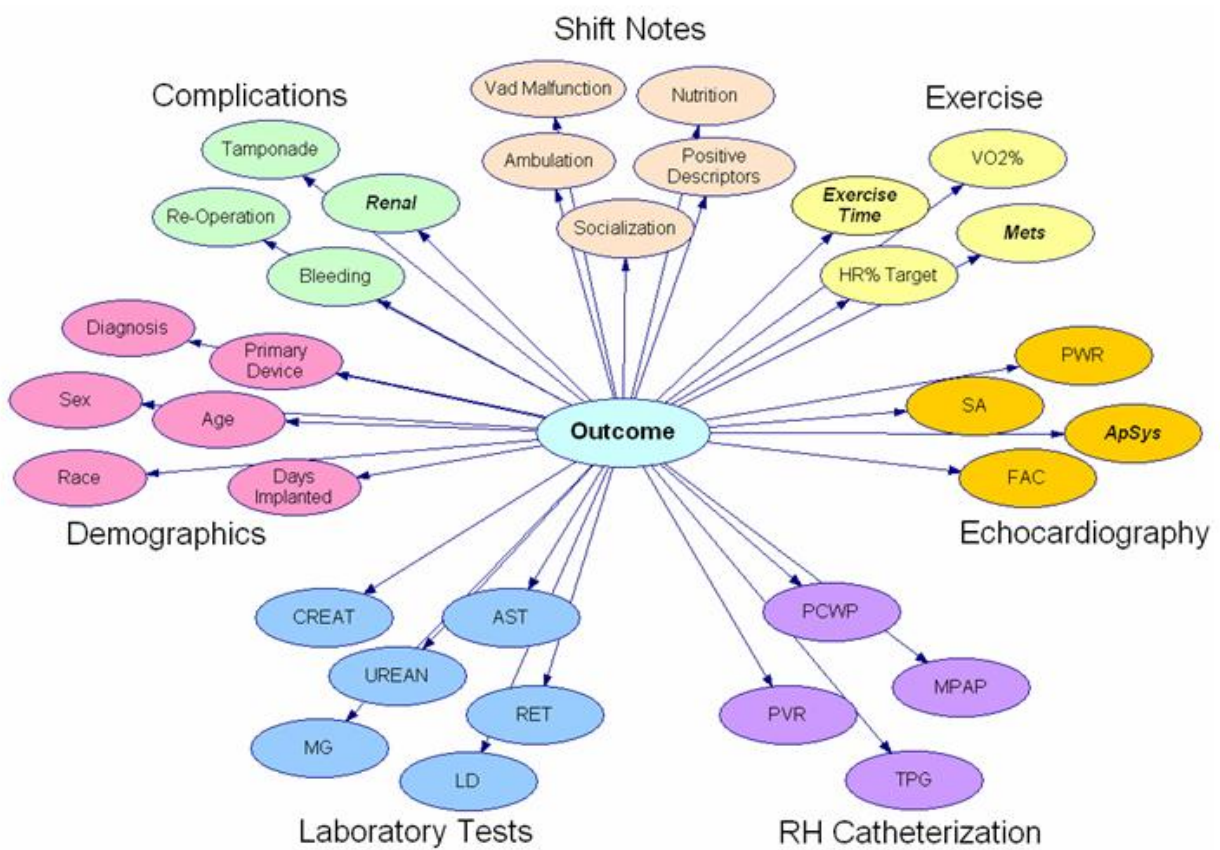 Shift Notes
Vad Malfunction
Nutrition
Ambulation
Positive
Descriptors
Socialization
Complications
Tamponade
Renal
Re-Operation
Bleeding
Exercise
VO2%
Exercise
Time
Mets
HR% Target
Diagnosis
Primary
Device
Sex
Age
Race
Days
Implanted
Demographics
Outcome
PWR
SA
ApSys
FAC
Echocardiography
CREAT
AST
UREAN
RET
MG
LD
Laboratory Tests
PCWP
MPAP
PVR
TPG
RH Catheterization